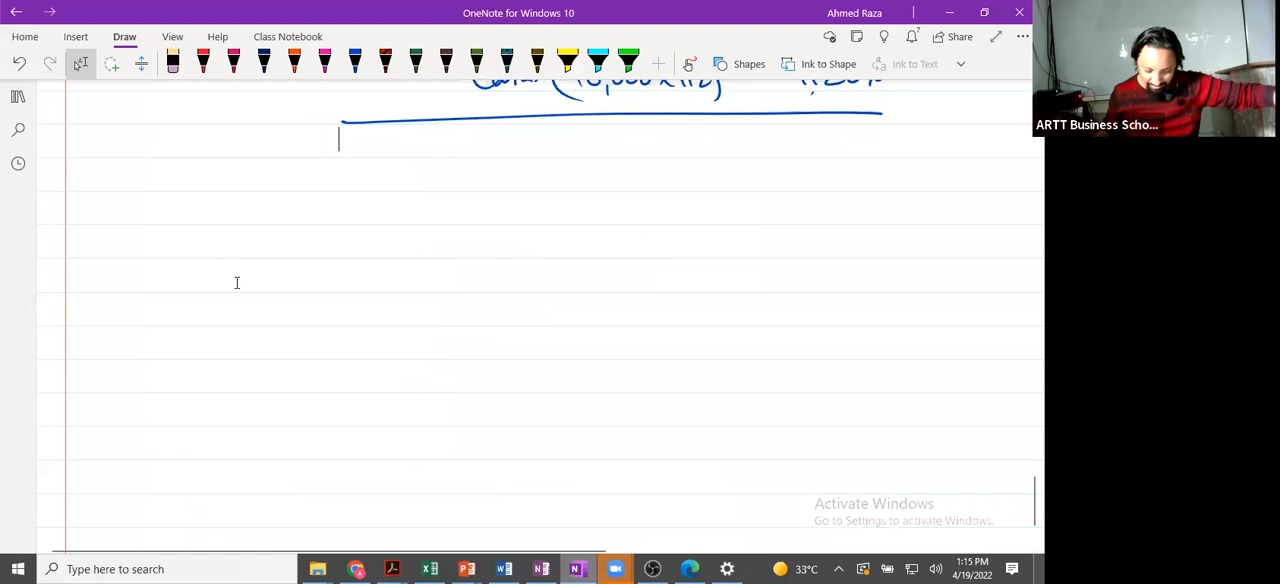 OneNote for Windows 10
Ahmed Raza
Home Insert Draw View Help Class Notebook
Share
Shapes Ink to Shape Ink to Text
ARTT Business Scho...
Activate Windows
Go to Settings to activate Windows.
Type here to search
33°C
1:15 PM
4/19/2022